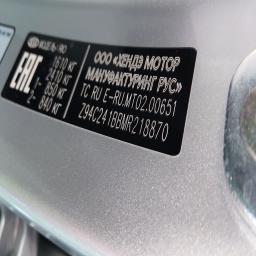 EAC
1610 кг
2410 кг
1- 850 кг
2- 840 кг
ООО «ХЕНДЭ МОТОР
МАНУФАКТУРИНГ РУС»
TC RU E-RU.MT02.00651
Z94C241BBMR218870